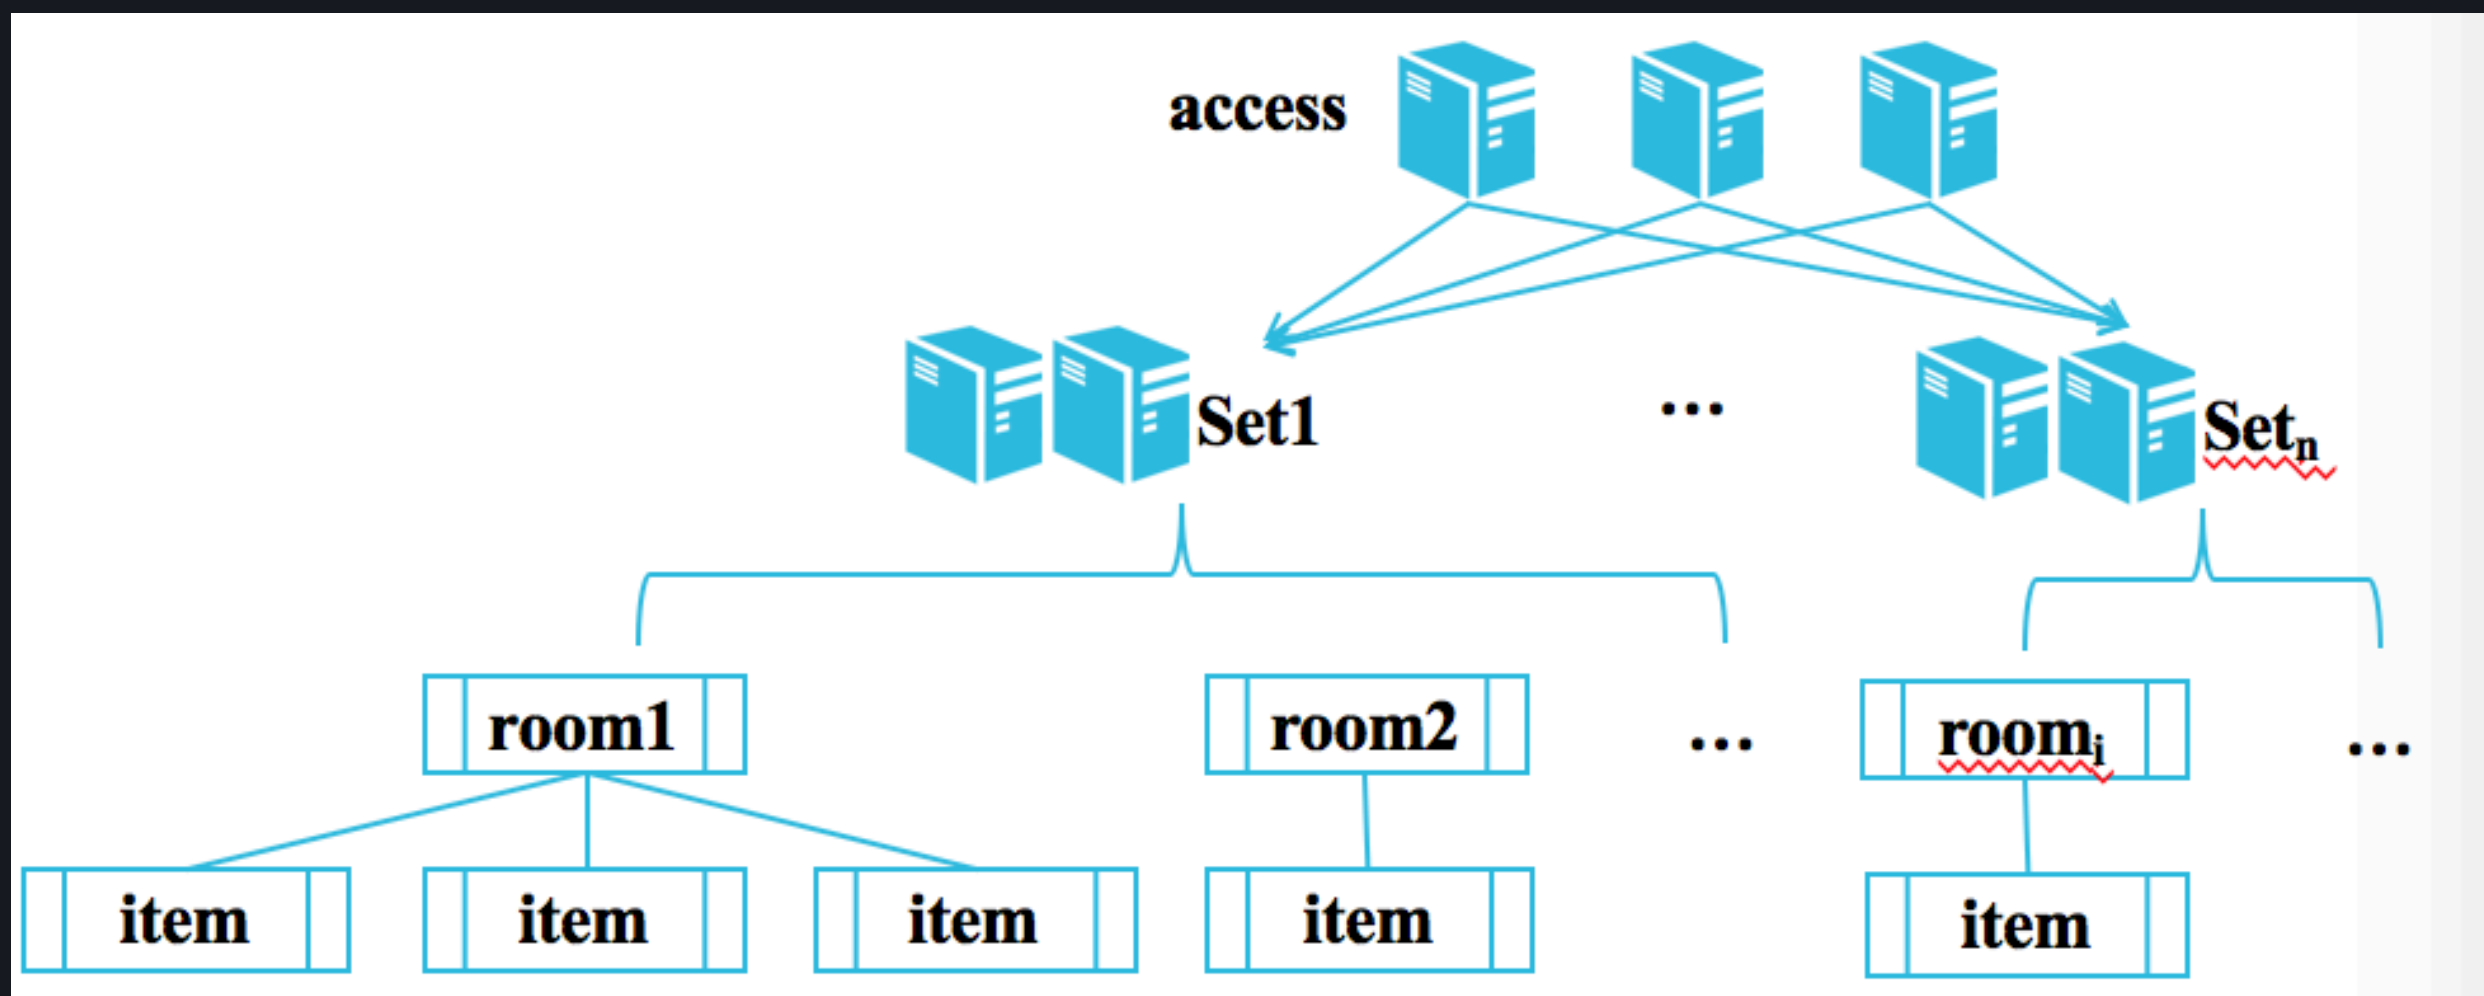 access
Set1
...
Setn
room1
room2
...
roomi
...
item
item
item
item
item